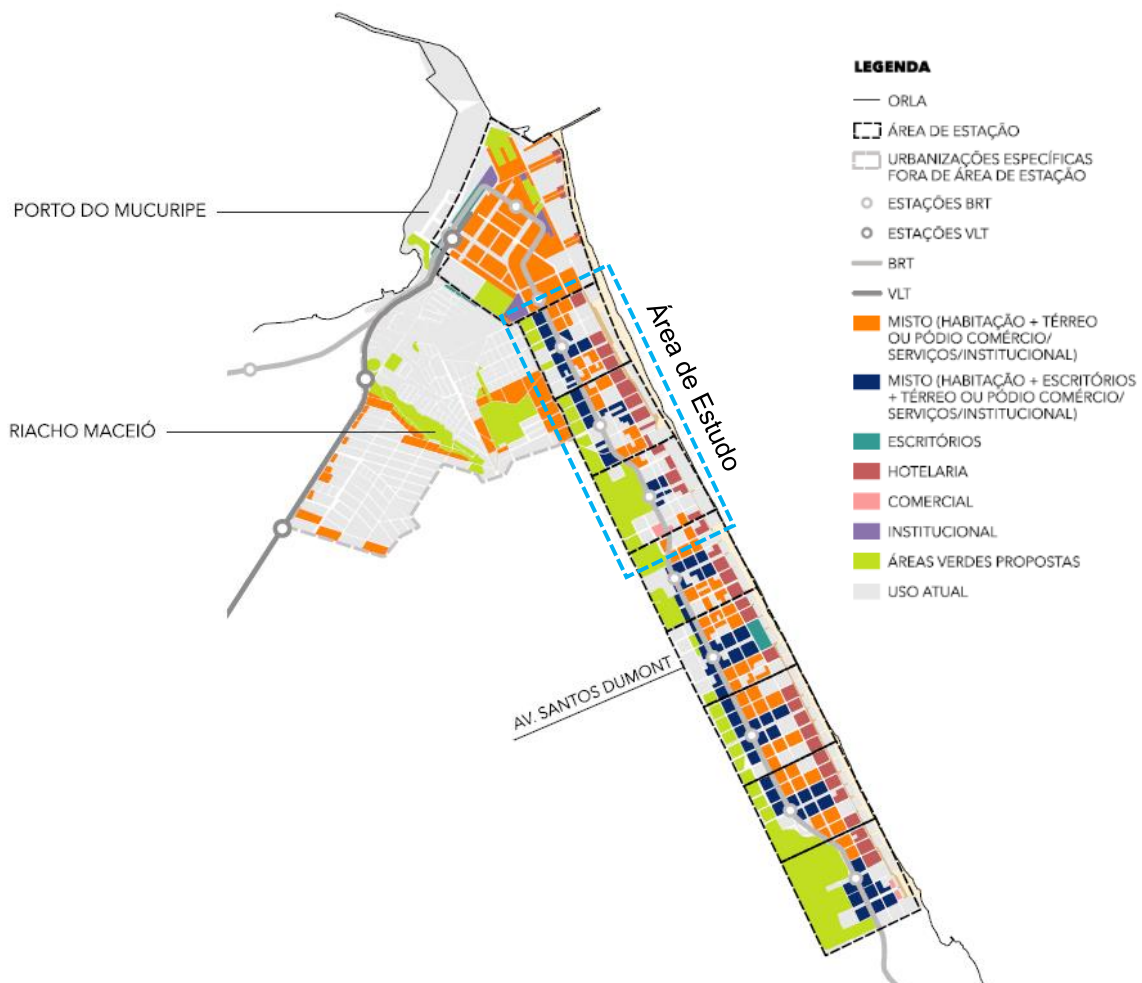 PORTO DO MUCURIPE
RIACHO MACEIÓ
Área de Estudo
AV. SANTOS DUMONT
LEGENDA
ORLA
ÁREA DE ESTAÇÃO
URBANIZAÇÕES ESPECÍFICAS
FORA DE ÁREA DE ESTAÇÃO
ESTAÇÕES BRT
ESTAÇÕES VLT
BRT
VLT
MISTO (HABITAÇÃO + TÉRREO
OU PÓDIO COMÉRCIO/
SERVIÇOS/INSTITUCIONAL)
MISTO (HABITAÇÃO + ESCRITÓRIOS
+ TÉRREO OU PÓDIO COMÉRCIO/
SERVIÇOS/INSTITUCIONAL)
ESCRITÓRIOS
HOTELARIA
COMERCIAL
INSTITUCIONAL
ÁREAS VERDES PROPOSTAS
USO ATUAL